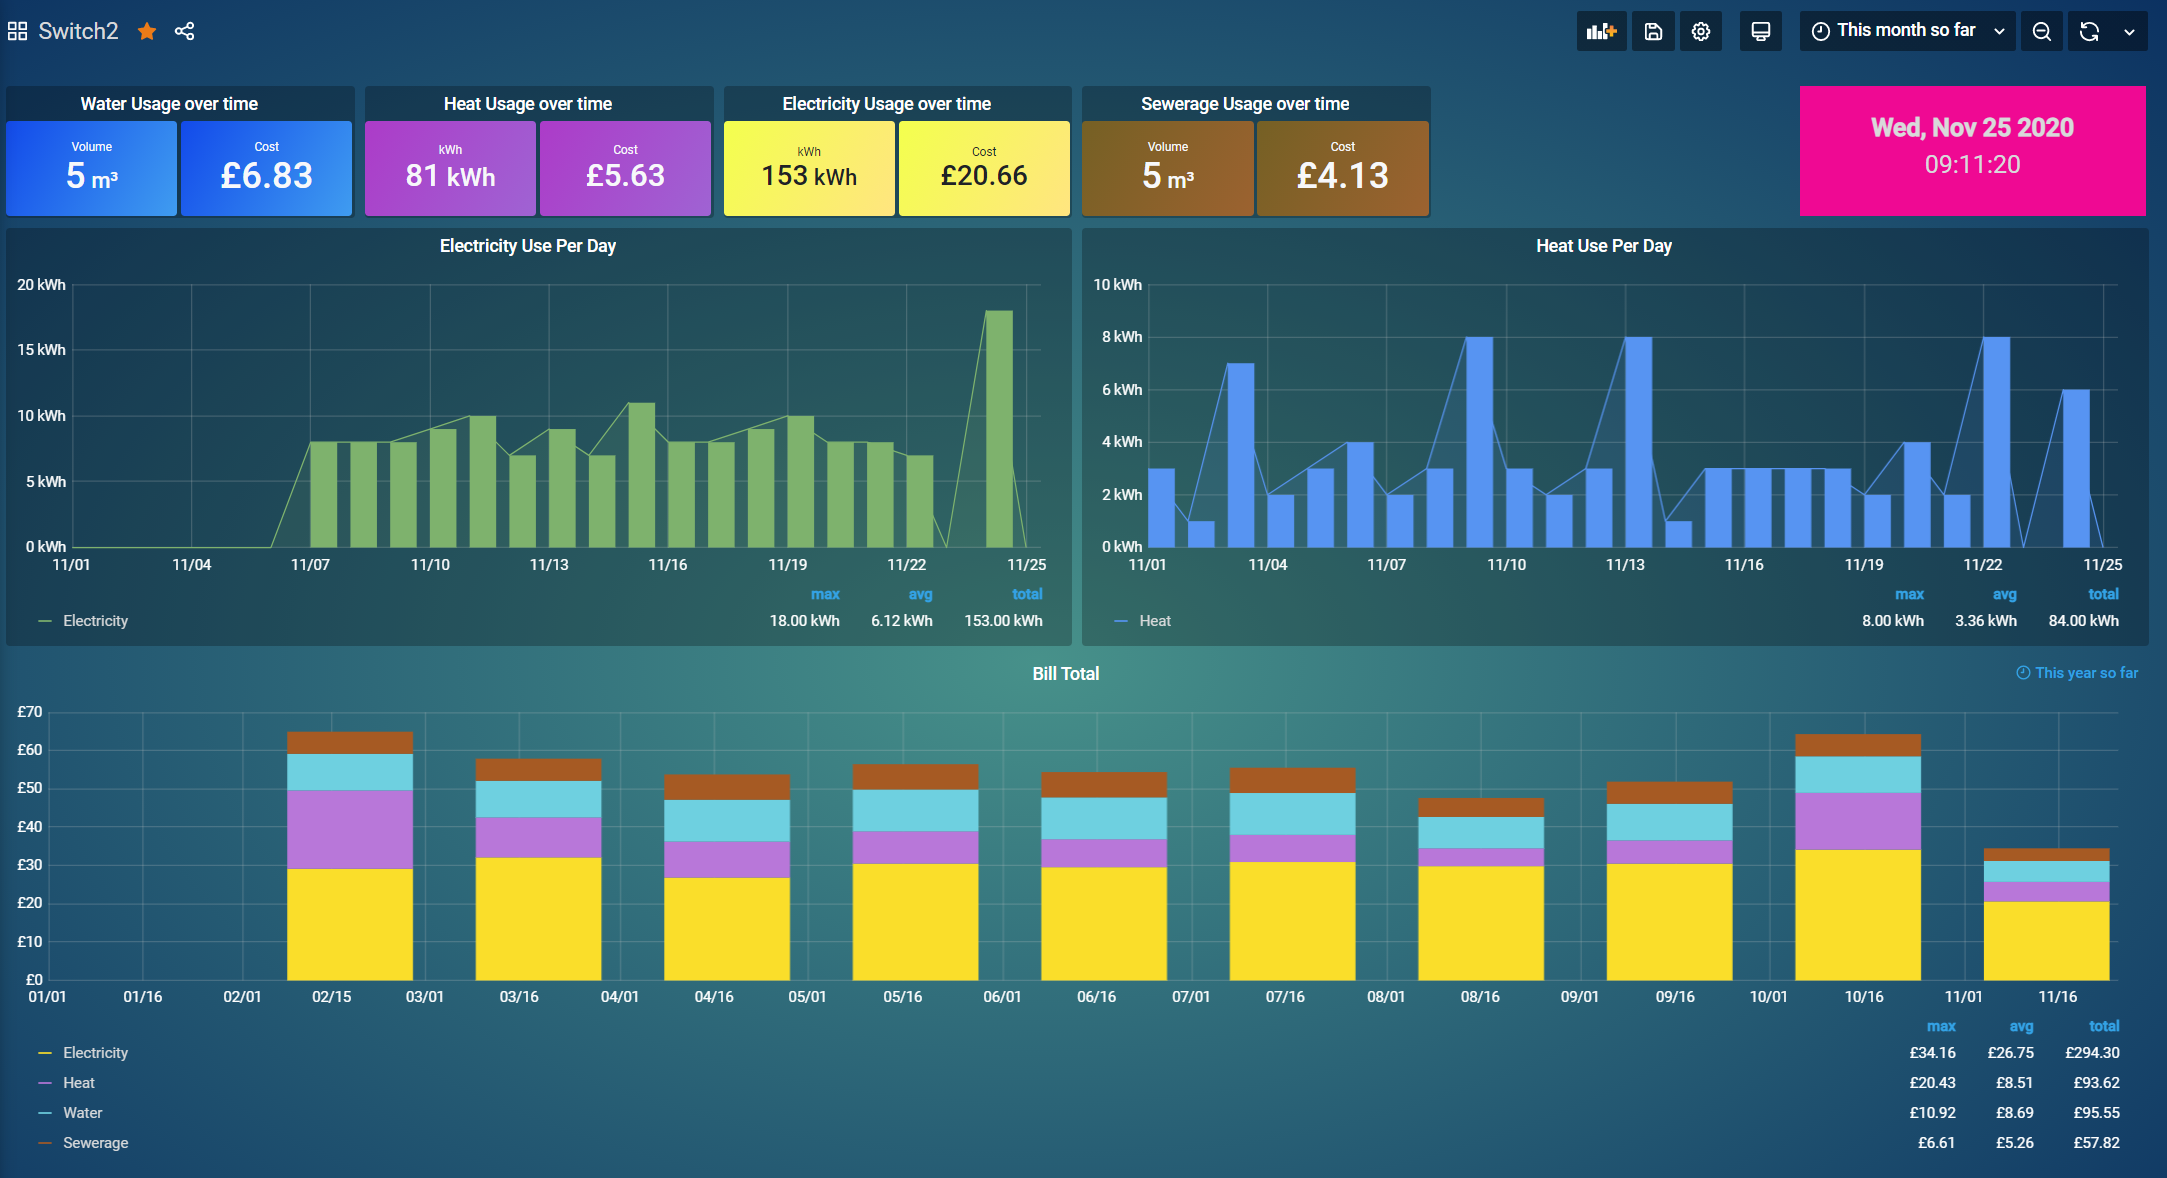 Switch2
This month so far
Water Usage over time
Volume
5 m³
Cost
£6.83
Heat Usage over time
kWh
81 kWh
Cost
£5.63
Electricity Usage over time
kWh
153 kWh
Cost
£20.66
Sewerage Usage over time
Volume
5 m³
Cost
£4.13
Wed, Nov 25 2020
09:11:20
Electricity Use Per Day
20 kWh
15 kWh
10 kWh
5 kWh
0 kWh
11/01 11/04 11/07 11/10 11/13 11/16 11/19 11/22 11/25
max avg total
Electricity 18.00 kWh 6.12 kWh 153.00 kWh
Heat Use Per Day
10 kWh
8 kWh
6 kWh
4 kWh
2 kWh
0 kWh
11/01 11/04 11/07 11/10 11/13 11/16 11/19 11/22 11/25
max avg total
Heat 8.00 kWh 3.36 kWh 84.00 kWh
Bill Total
This year so far
£70
£60
£50
£40
£30
£20
£10
£0
01/01 01/16 02/01 02/15 03/01 03/16 04/01 04/16 05/01 05/16 06/01 06/16 07/01 07/16 08/01 08/16 09/01 09/16 10/01 10/16 11/01 11/16
max avg total
Electricity £34.16 £26.75 £294.30
Heat £20.43 £8.51 £93.62
Water £10.92 £8.69 £95.55
Sewerage £6.61 £5.26 £57.82